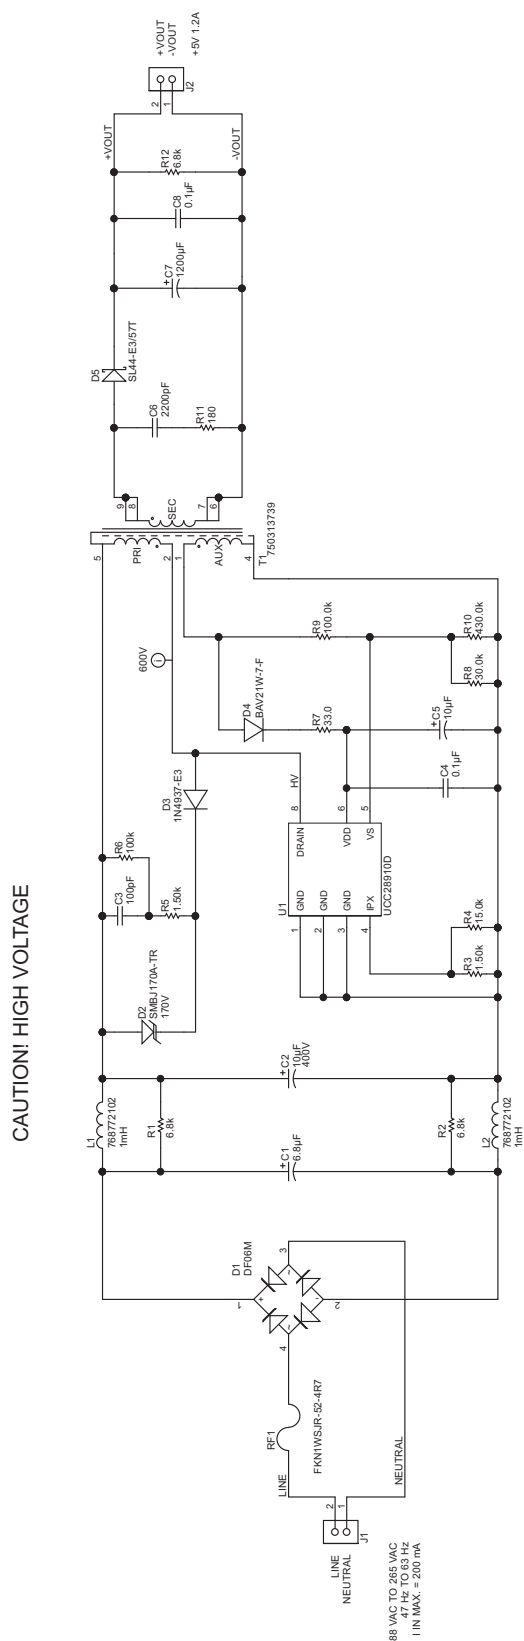 CAUTION! HIGH VOLTAGE
88 VAC TO 265 VAC
47 Hz TO 63 Hz
I IN MAX. = 200 mA
LINE
NEUTRAL
J1
2
1
LINE
NEUTRAL
RF1
FKN1WSJR-52-4R7
D1
DF06M
1
2
3
4
+
-
~
~
L1
768772102
1mH
R1
6.8k
+
C1
6.8µF
R2
6.8k
L2
768772102
1mH
+
C2
10µF
400V
D2
SMBJ170A-TR
170V
C3
100pF
R6
100k
R5
1.50k
D3
1N4937-E3
600V
i
HV
U1
UCC28910D
GND
GND
GND
IPX
DRAIN
VDD
VS
1
2
3
4
8
6
5
R3
1.50k
R4
15.0k
C4
0.1µF
+
C5
10µF
D4
BAV21W-7-F
R7
33.0
R9
100.0k
R8
30.0k
R10
430.0k
T1
750313739
PRI
AUX
SEC
5
2
1
4
9
8
7
6
C6
2200pF
R11
180
D5
SL44-E3/57T
+
C7
1200µF
C8
0.1µF
R12
6.8k
+VOUT
-VOUT
J2
2
1
+VOUT
-VOUT
+5V 1.2A